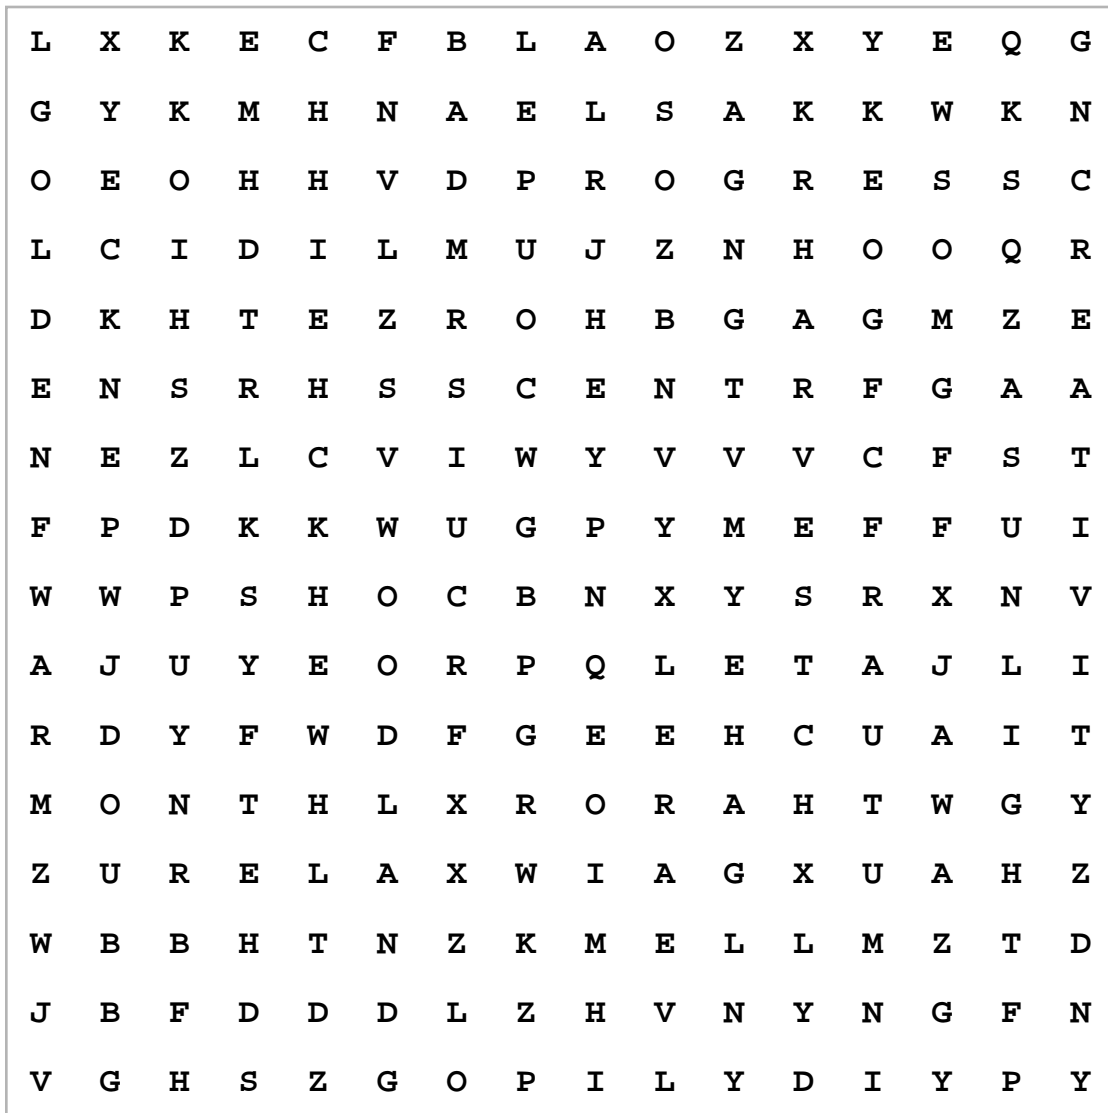 L X K E C F B L A O Z X Y E Q G
G Y K M H N A E L S A K K W K N
O E O H H V D P R O G R E S S C
L C I D I L M U J Z N H O O Q R
D K H T E Z R O H B G A G M Z E
E N S R H S S C E N T R F G A A
N E Z L C V I W Y V V V C F S T
F P D K K W U G P Y M E F F U I
W W P S H O C B N X Y S R X N V
A J U Y E O R P Q L E T A J L I
R D Y F W D F G E E H C U A I T
M O N T H L X R O R A H T W G Y
Z U R E L A X W I A G X U A H Z
W B B H T N Z K M E L L M Z T D
J B F D D D L Z H V N Y N G F N
V G H S Z G O P I L Y D I Y P Y